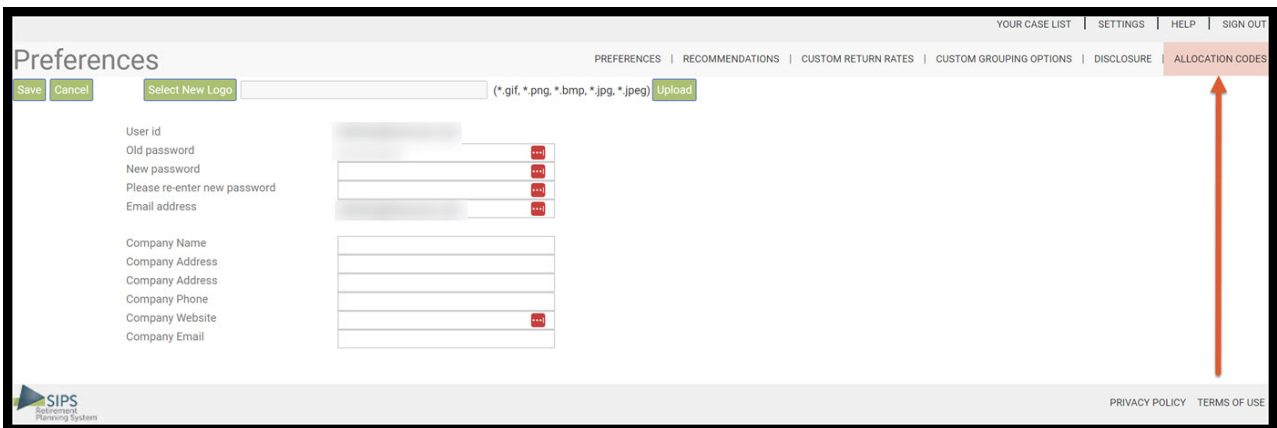 YOUR CASE LIST | SETTINGS | HELP | SIGN OUT
Preferences
PREFERENCES | RECOMMENDATIONS | CUSTOM RETURN RATES | CUSTOM GROUPING OPTIONS | DISCLOSURE | ALLOCATION CODES
Save Cancel Select New Logo (*.gif, *.png, *.bmp, *.jpg, *.jpeg) Upload
User id
Old password
New password
Please re-enter new password
Email address
Company Name
Company Address
Company Address
Company Phone
Company Website
Company Email
SIPS
Retirement
Planning System
PRIVACY POLICY TERMS OF USE